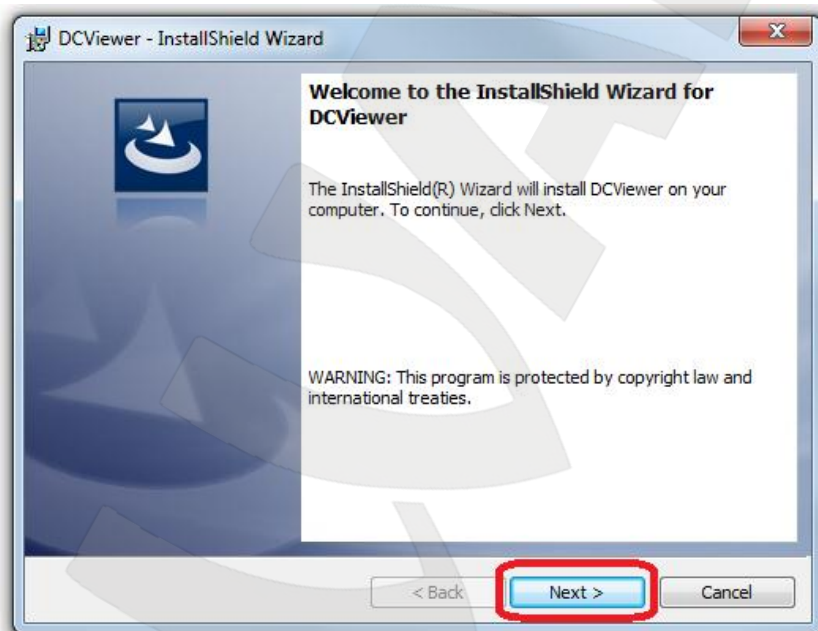 DCViewer - InstallShield Wizard
Welcome to the InstallShield Wizard for
DCViewer
The InstallShield(R) Wizard will install DCViewer on your
computer. To continue, click Next.
WARNING: This program is protected by copyright law and
international treaties.
< Back
Next >
Cancel